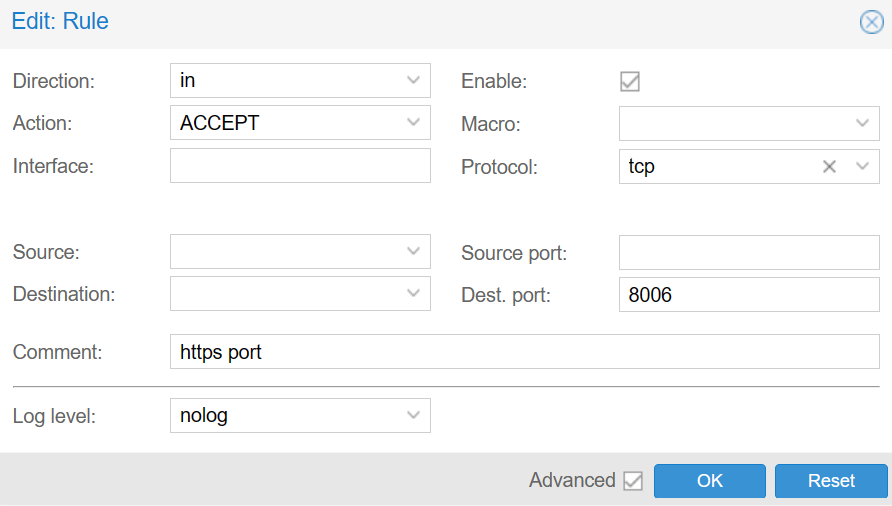 Edit: Rule
Direction: in Enable:
Action: ACCEPT Macro:
Interface: Protocol: tcp
Source: Source port:
Destination: Dest. port: 8006
Comment: https port
Log level: nolog
Advanced OK Reset